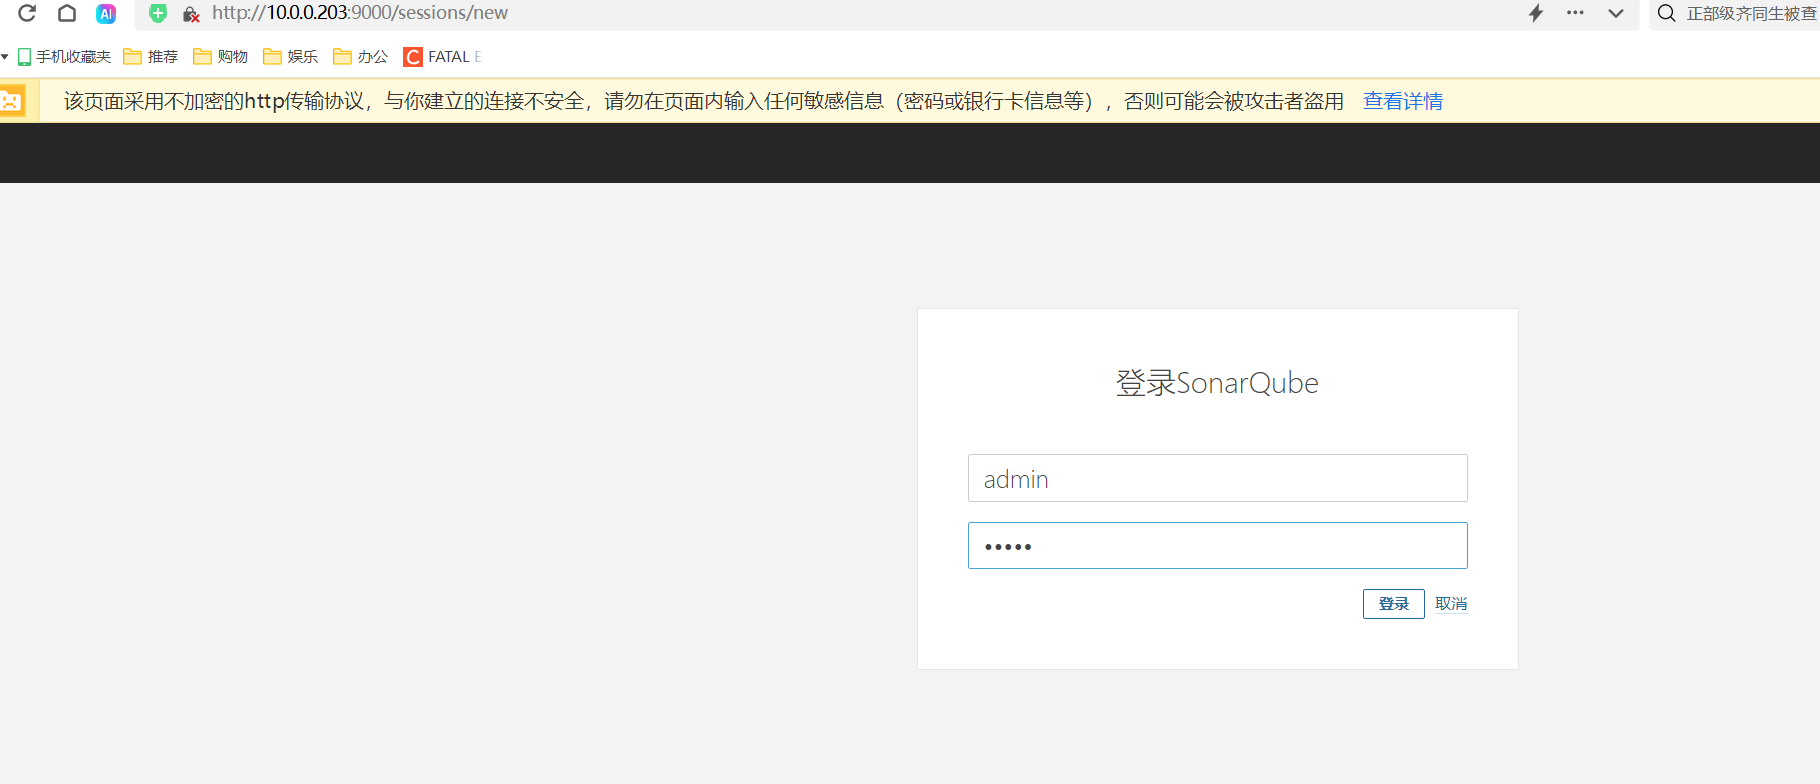 AI
http://10.0.0.203:9000/sessions/new
正部级齐同生被查
手机收藏夹 推荐 购物 娱乐 办公 C FATAL E
该页面采用不加密的http传输协议，与你建立的连接不安全，请勿在页面内输入任何敏感信息（密码或银行卡信息等），否则可能会被攻击者盗用 查看详情
登录SonarQube
admin
•••••
登录 取消